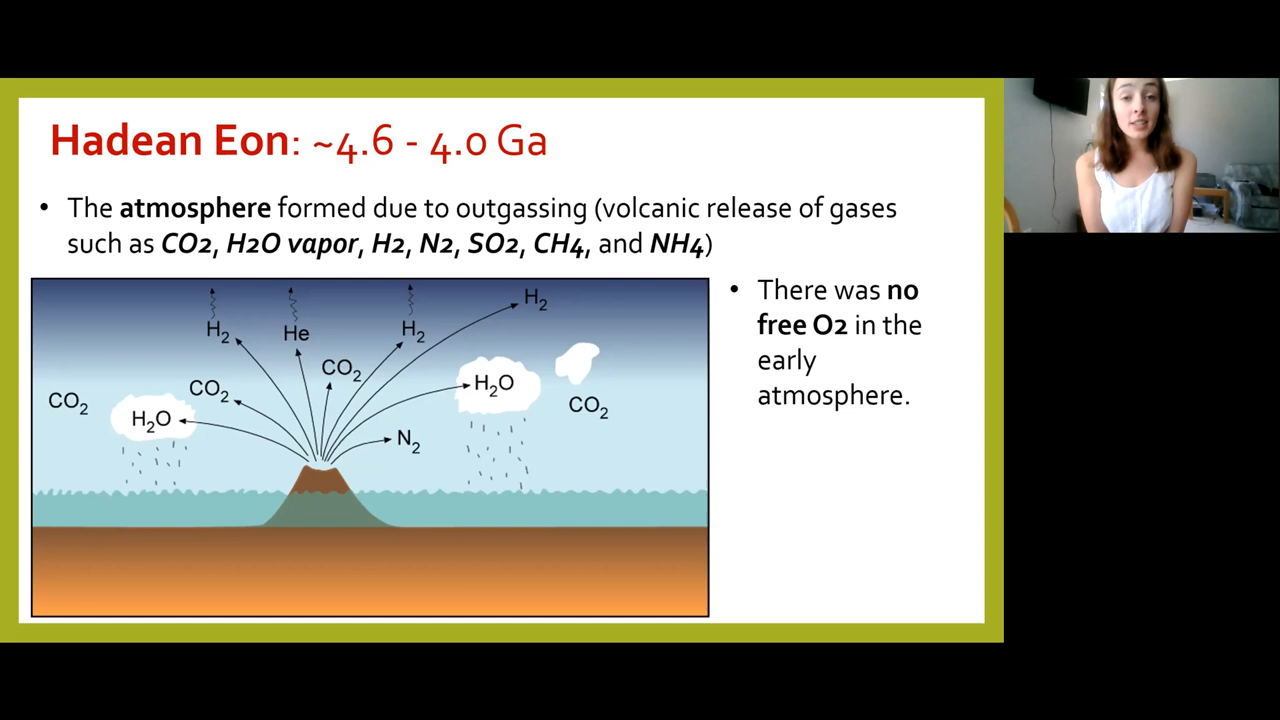 Hadean Eon: ~4.6 - 4.0 Ga
• The atmosphere formed due to outgassing (volcanic release of gases
such as CO2, H2O vapor, H2, N2, SO2, CH4, and NH4)
• There was no
free O2 in the
early
atmosphere.
H₂
H₂
He
H₂
CO₂
CO₂
H₂O
CO₂
CO₂
H₂O
N₂